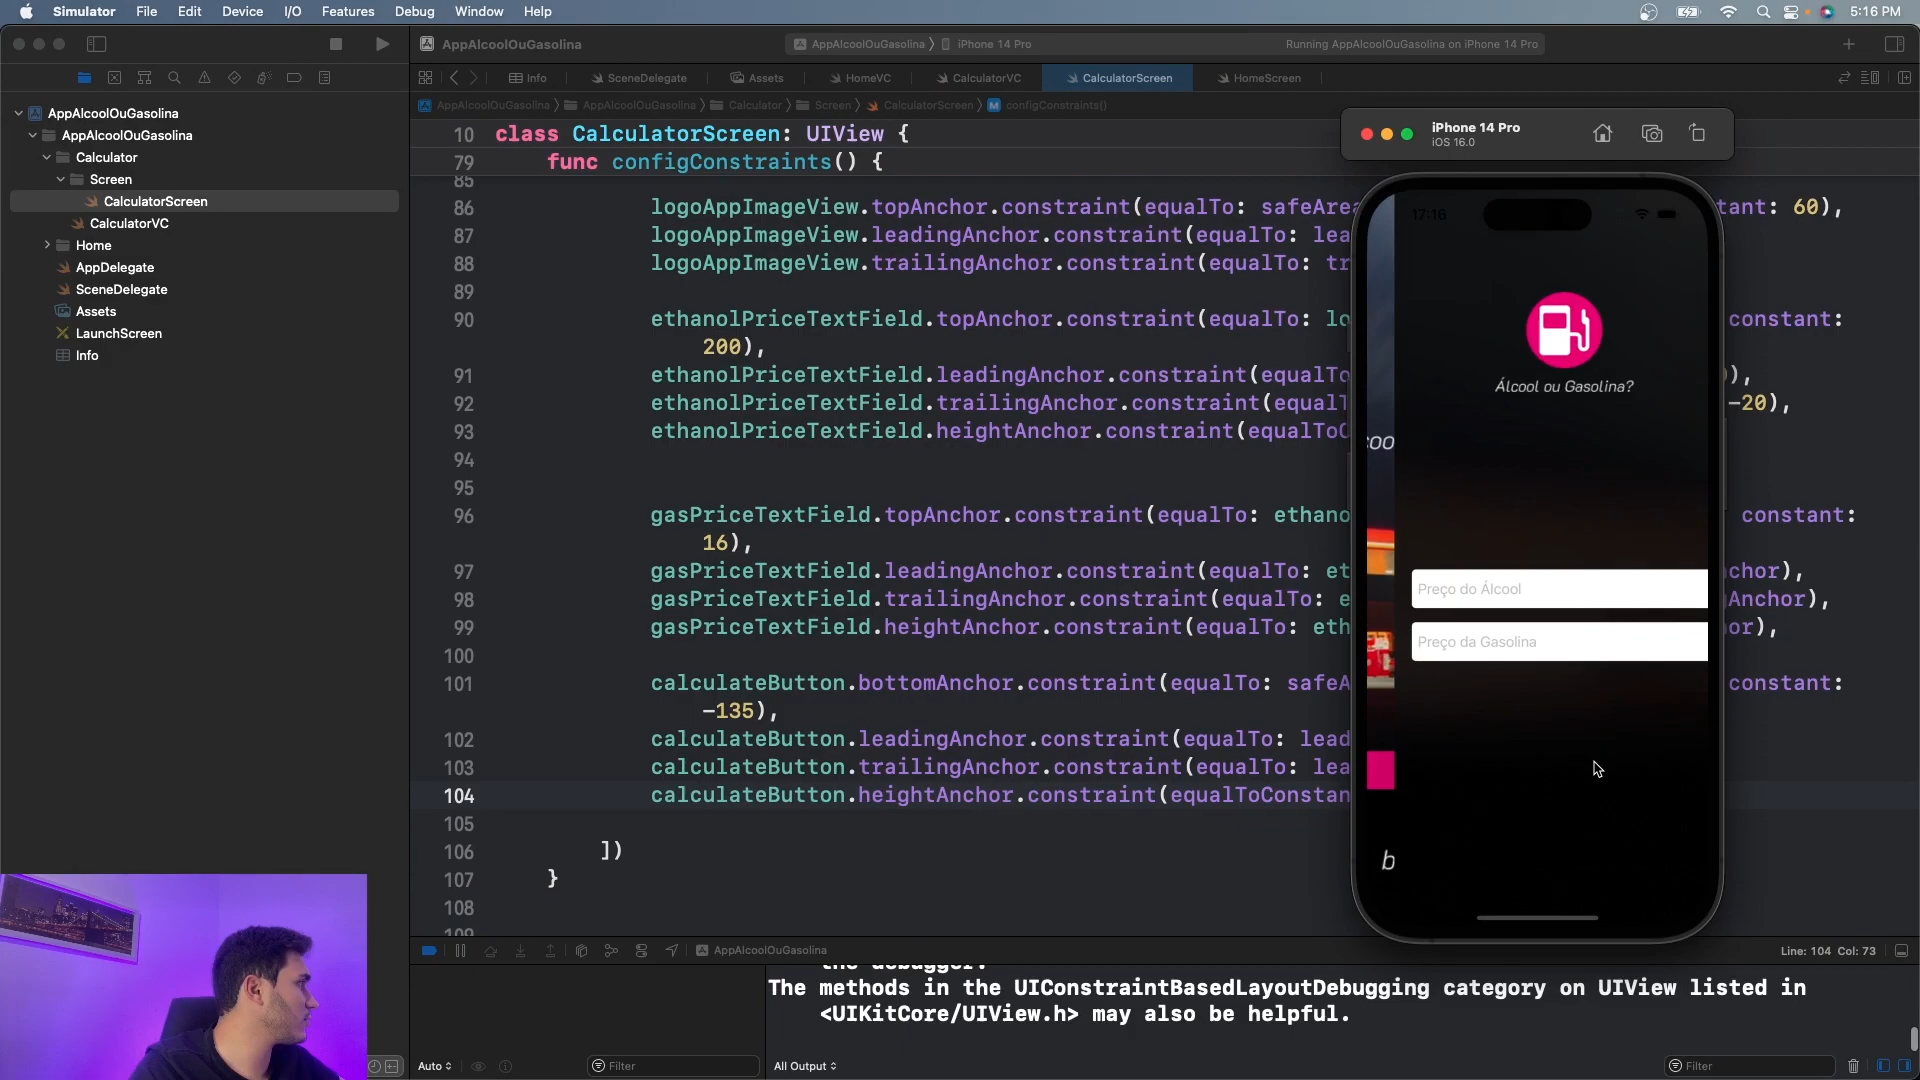 Simulator File Edit Device I/O Features Debug Window Help 5:16 PM
AppAlcoolOuGasolina AppAlcoolOuGasolina iPhone 14 Pro Running AppAlcoolOuGasolina on iPhone 14 Pro
Info SceneDelegate Assets HomeVC CalculatorVC CalculatorScreen HomeScreen
AppAlcoolOuGasolina AppAlcoolOuGasolina Calculator Screen CalculatorScreen configConstraints()
AppAlcoolOuGasolina
AppAlcoolOuGasolina
Calculator
Screen
CalculatorScreen
CalculatorVC
Home
AppDelegate
SceneDelegate
Assets
LaunchScreen
Info
10 class CalculatorScreen: UIView {
79 func configConstraints() {
85
86 logoAppImageView.topAnchor.constraint(equalTo: safeArea tant: 60),
87 logoAppImageView.leadingAnchor.constraint(equalTo: lea
88 logoAppImageView.trailingAnchor.constraint(equalTo: tr
89
90 ethanolPriceTextField.topAnchor.constraint(equalTo: lo constant:
200),
91 ethanolPriceTextField.leadingAnchor.constraint(equalTo ),
92 ethanolPriceTextField.trailingAnchor.constraint(equalT -20),
93 ethanolPriceTextField.heightAnchor.constraint(equalToC
94
95
96 gasPriceTextField.topAnchor.constraint(equalTo: ethano constant:
16),
97 gasPriceTextField.leadingAnchor.constraint(equalTo: et chor),
98 gasPriceTextField.trailingAnchor.constraint(equalTo: e Anchor),
99 gasPriceTextField.heightAnchor.constraint(equalTo: eth or),
100
101 calculateButton.bottomAnchor.constraint(equalTo: safeA constant:
-135),
102 calculateButton.leadingAnchor.constraint(equalTo: lead
103 calculateButton.trailingAnchor.constraint(equalTo: lea
104 calculateButton.heightAnchor.constraint(equalToConstan
105
106 ])
107 }
108
109
iPhone 14 Pro
iOS 16.0
17:16
Álcool ou Gasolina?
coo
Preço do Álcool
Preço da Gasolina
b
AppAlcoolOuGasolina Line: 104 Col: 73
the debugger.
The methods in the UIConstraintBasedLayoutDebugging category on UIView listed in
<UIKitCore/UIView.h> may also be helpful.
Auto Filter All Output Filter